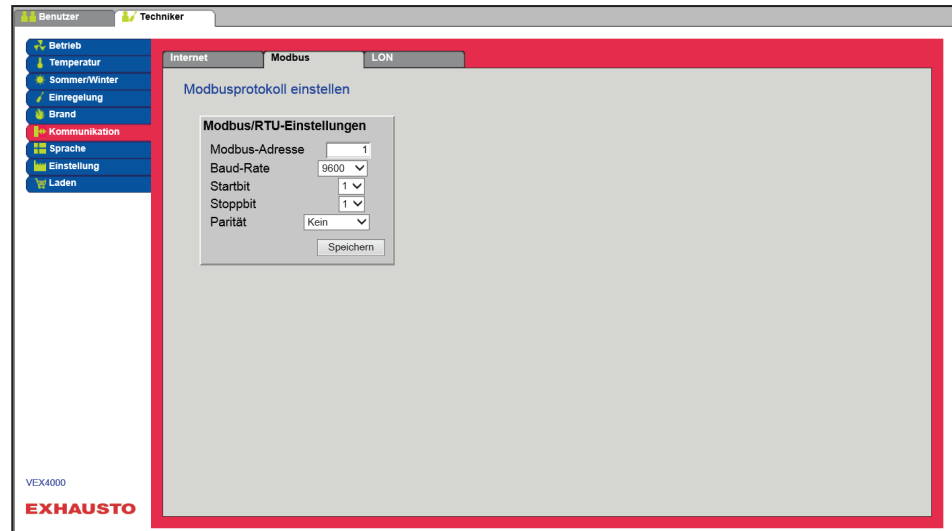 Benutzer
Techniker
Betrieb
Temperatur
Sommer/Winter
Einregelung
Brand
Kommunikation
Sprache
Einstellung
Laden
Internet
Modbus
LON
Modbusprotokoll einstellen
Modbus/RTU-Einstellungen
Modbus-Adresse 1
Baud-Rate 9600
Startbit 1
Stoppbit 1
Parität Kein
Speichern
VEX4000
EXHAUSTO